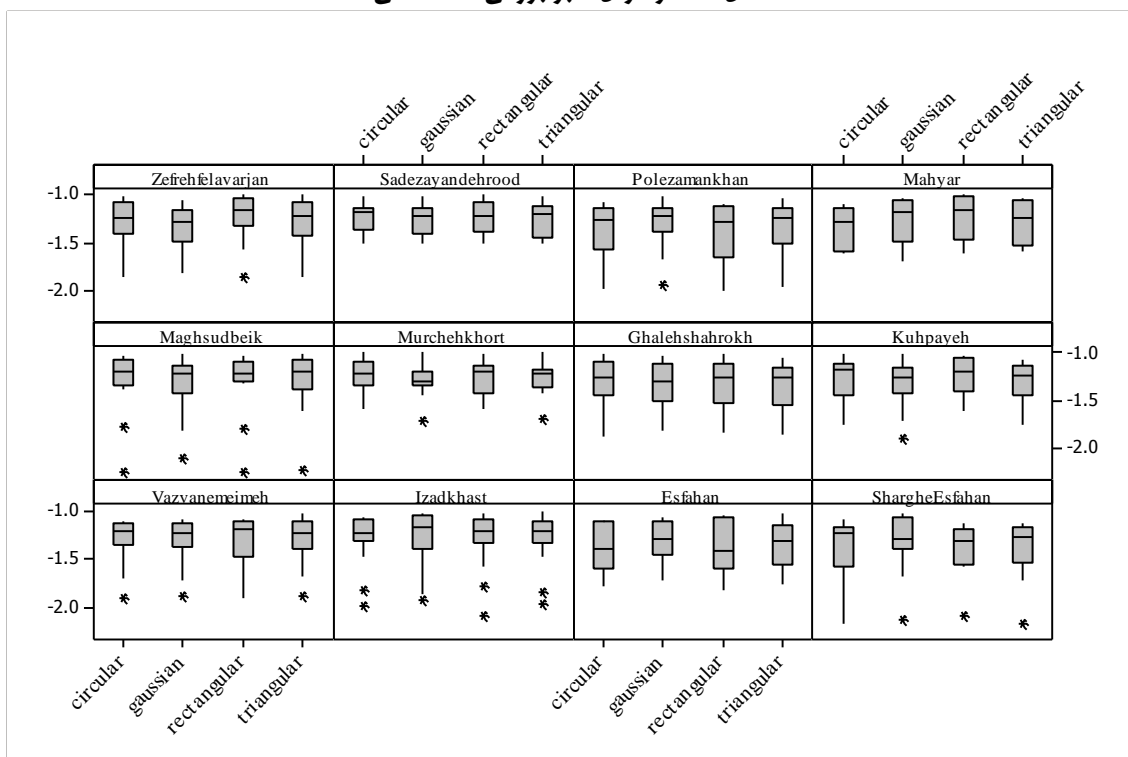 circular gaussian rectangular triangular circular gaussian rectangular triangular
Zefrehfelavarjan Sadezayandehrood Polezamankhan Mahyar
-1.0
-1.5
-2.0
Maghsudbeik Murchehkhort Ghalehshahrokh Kuhpayeh
-1.0
-1.5
-2.0
Vazvanemeimeh Izadkhast Esfahan ShargheEsfahan
-1.0
-1.5
-2.0
circular gaussian rectangular triangular circular gaussian rectangular triangular